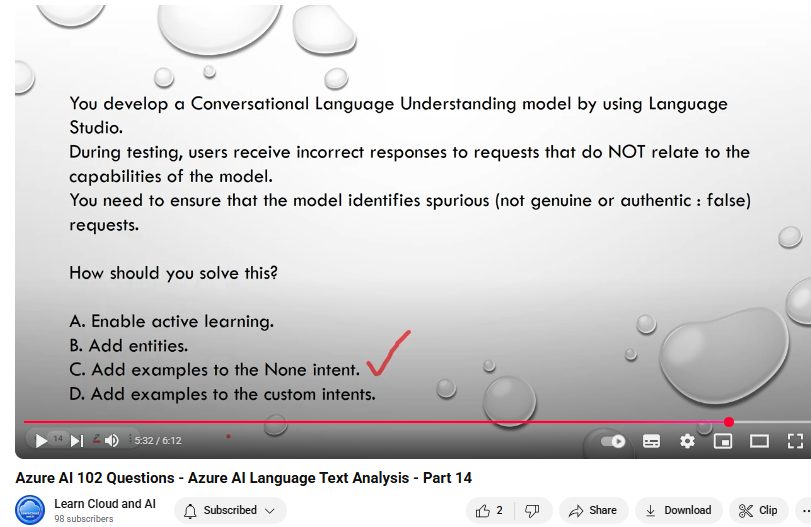 You develop a Conversational Language Understanding model by using Language
Studio.
During testing, users receive incorrect responses to requests that do NOT relate to the
capabilities of the model.
You need to ensure that the model identifies spurious (not genuine or authentic : false)
requests.
How should you solve this?
A. Enable active learning.
B. Add entities.
C. Add examples to the None intent.
D. Add examples to the custom intents.
14
5:32 / 6:12
Azure AI 102 Questions - Azure AI Language Text Analysis - Part 14
Learn Cloud and AI
98 subscribers
Subscribed
2
Share
Download
Clip